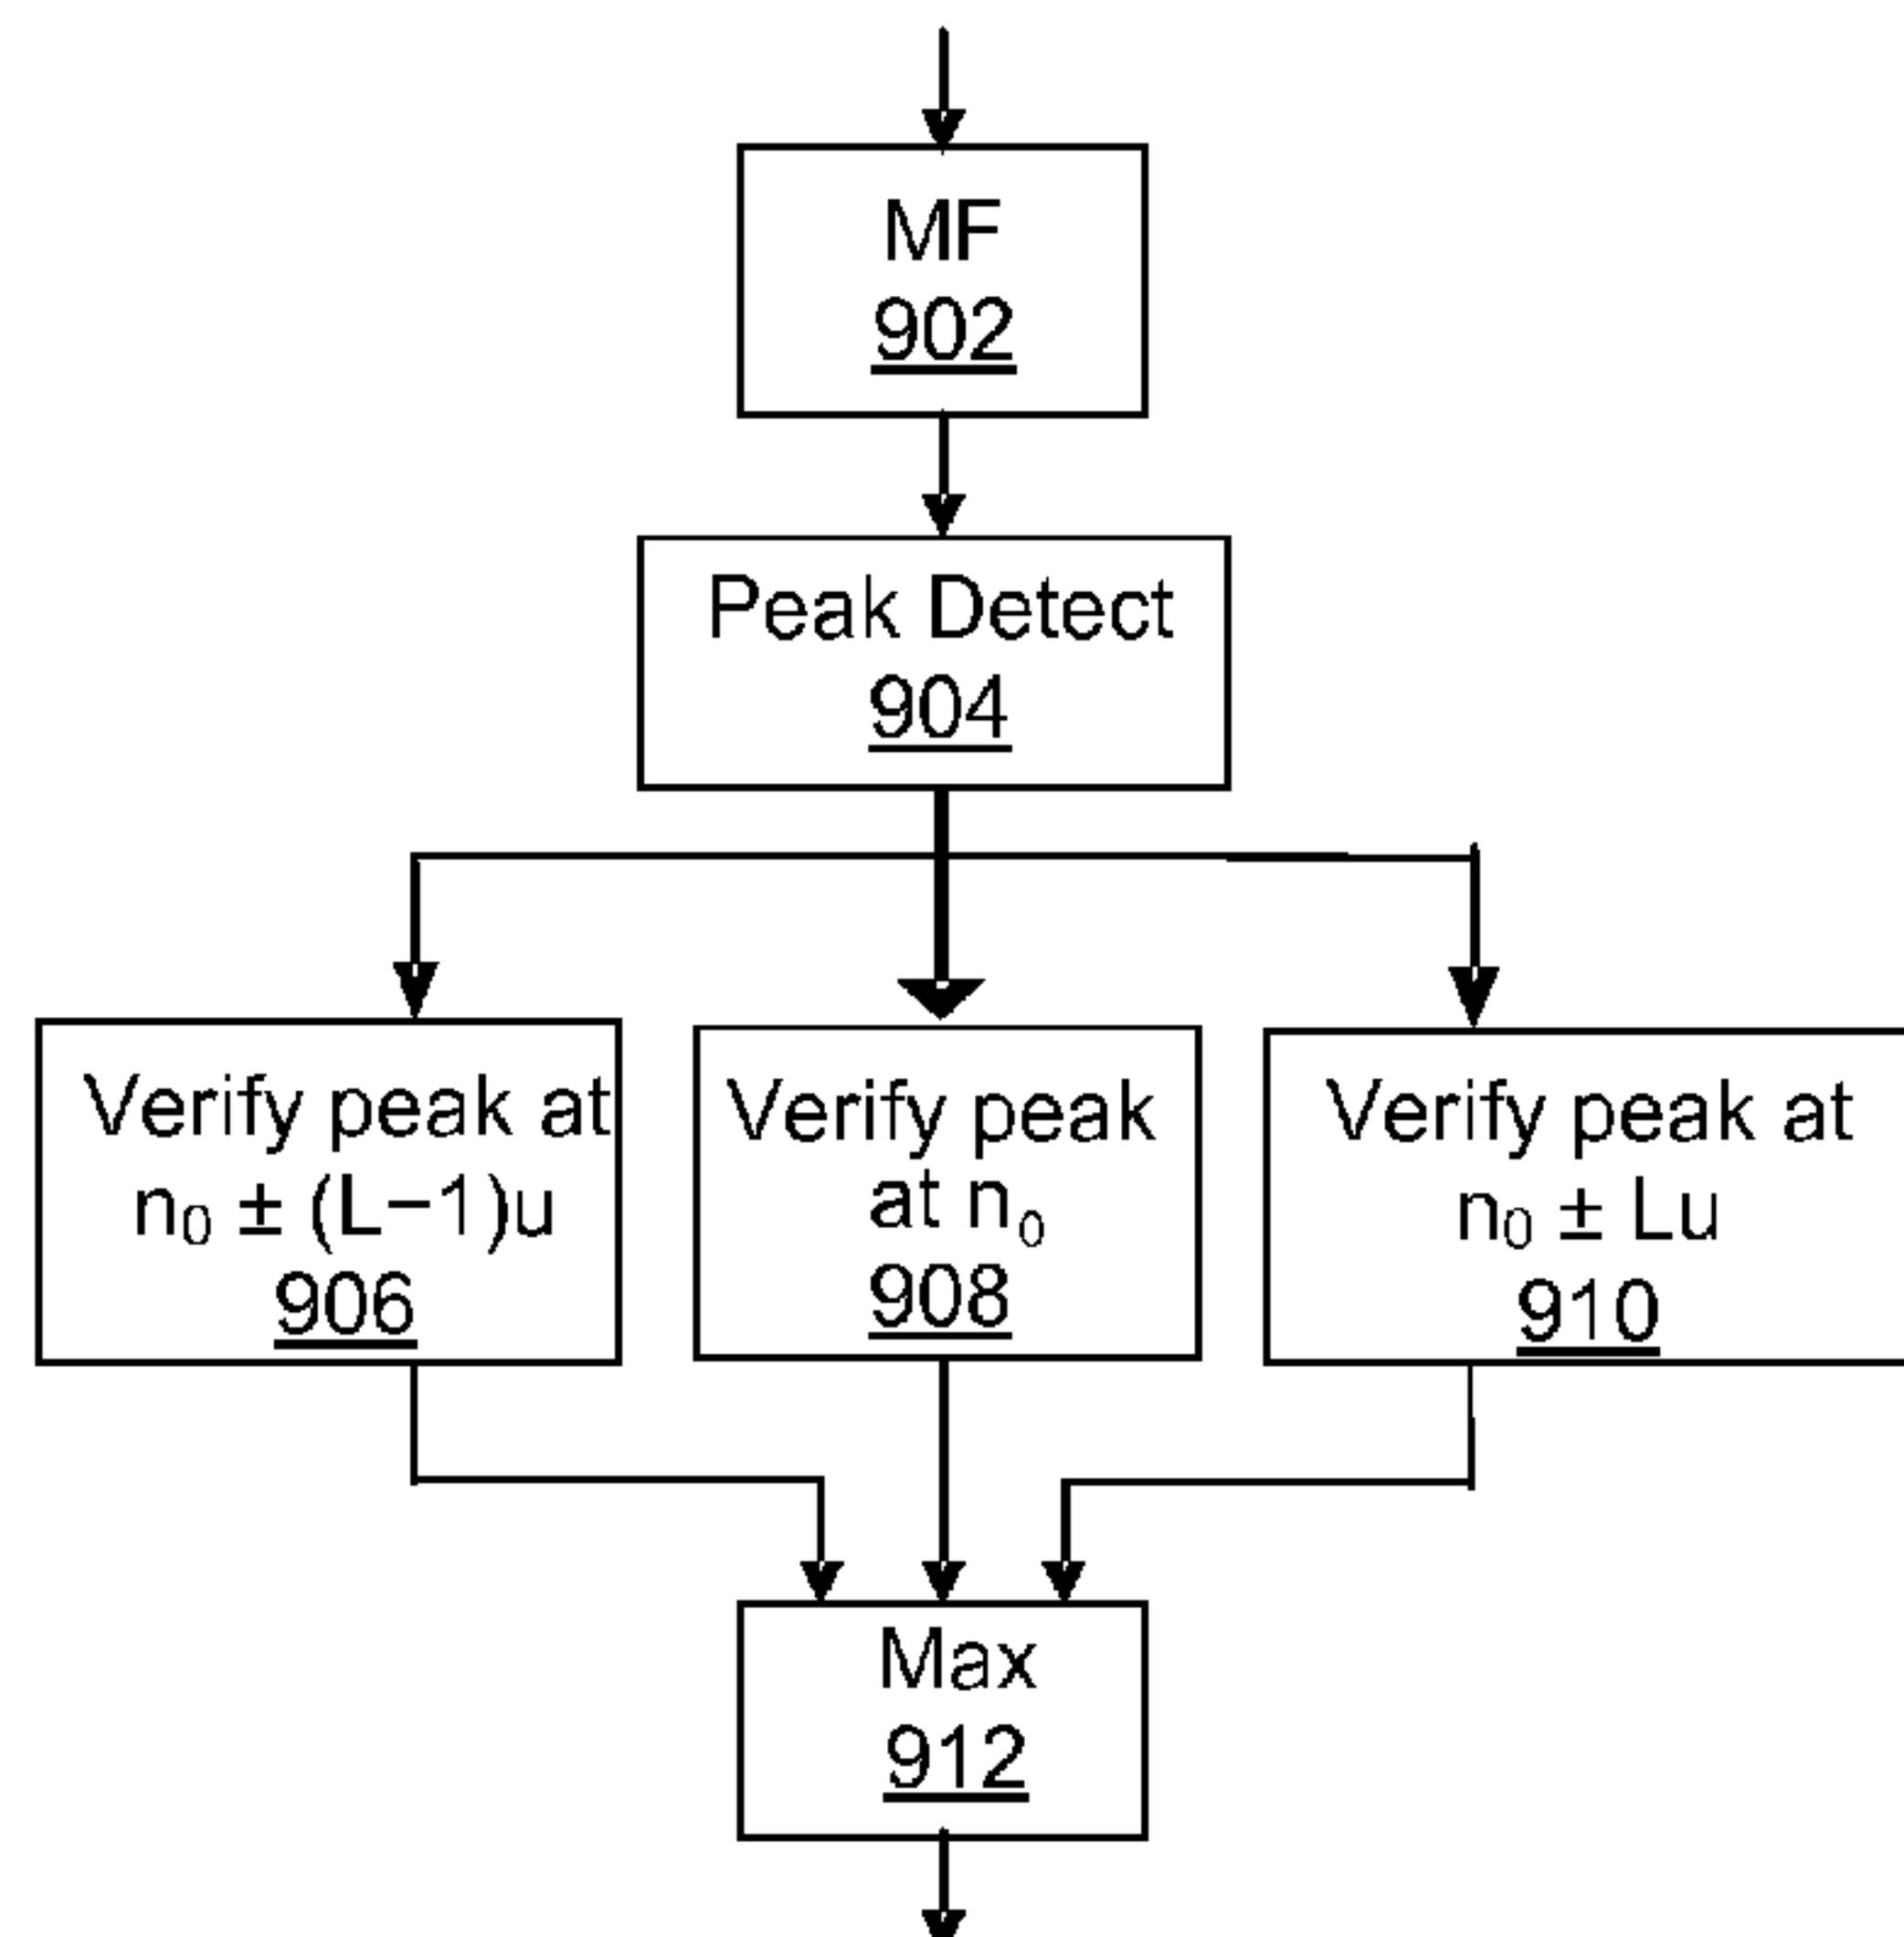 MF
902
Peak Detect
904
Verify peak at
n₀ ± (L−1)u
906
Verify peak
at n₀
908
Verify peak at
n₀ ± Lu
910
Max
912